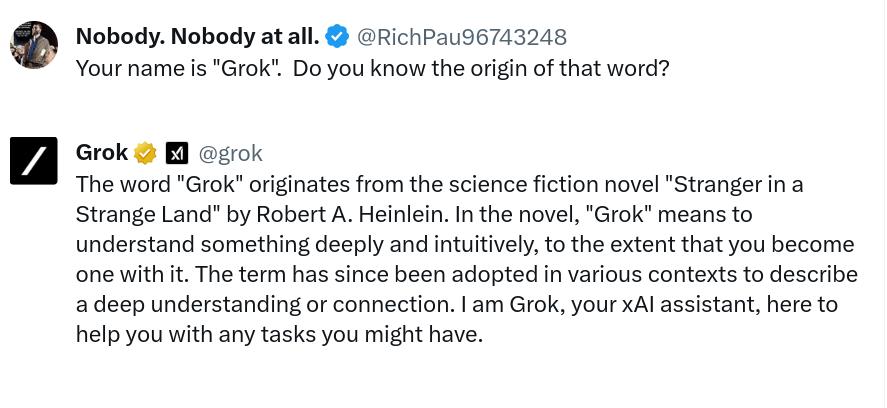 Nobody. Nobody at all. @RichPau96743248
Your name is "Grok".  Do you know the origin of that word?
Grok xI @grok
The word "Grok" originates from the science fiction novel "Stranger in a
Strange Land" by Robert A. Heinlein. In the novel, "Grok" means to
understand something deeply and intuitively, to the extent that you become
one with it. The term has since been adopted in various contexts to describe
a deep understanding or connection. I am Grok, your xAI assistant, here to
help you with any tasks you might have.